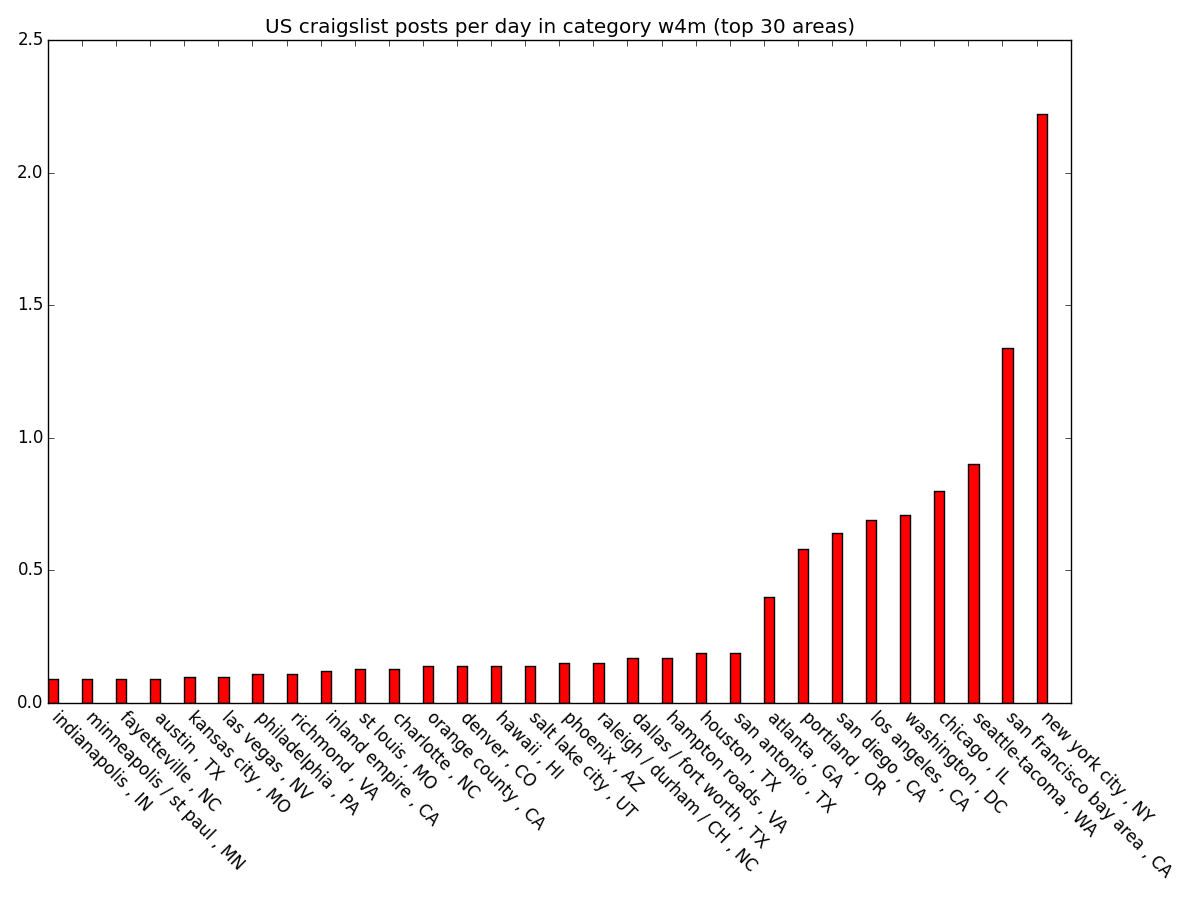 US craigslist posts per day in category w4m (top 30 areas)
2.5
2.0
1.5
1.0
0.5
0.0
indianapolis , IN
minneapolis / st paul , MN
fayetteville , NC
austin , TX
kansas city , MO
las vegas , NV
philadelphia , PA
richmond , VA
inland empire , CA
st louis , MO
charlotte , NC
orange county , CA
denver , CO
hawaii , HI
salt lake city , UT
phoenix , AZ
raleigh / durham / CH , NC
dallas / fort worth , TX
hampton roads , VA
houston , TX
san antonio , TX
atlanta , GA
portland , OR
san diego , CA
los angeles , CA
washington , DC
chicago , IL
seattle-tacoma , WA
san francisco bay area , CA
new york city , NY